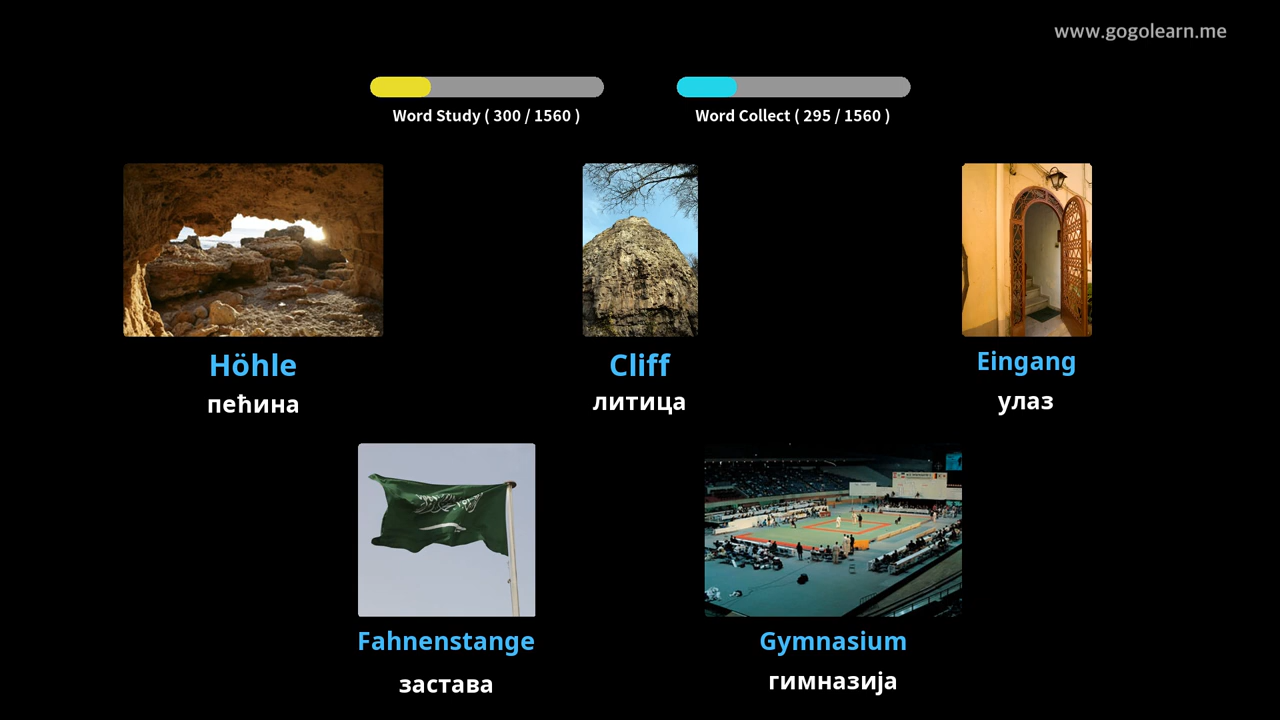 www.gogolearn.me
Word Study ( 300 / 1560 )
Word Collect ( 295 / 1560 )
Höhle
пећина
Cliff
литица
Eingang
улаз
Fahnenstange
застава
Gymnasium
гимназија